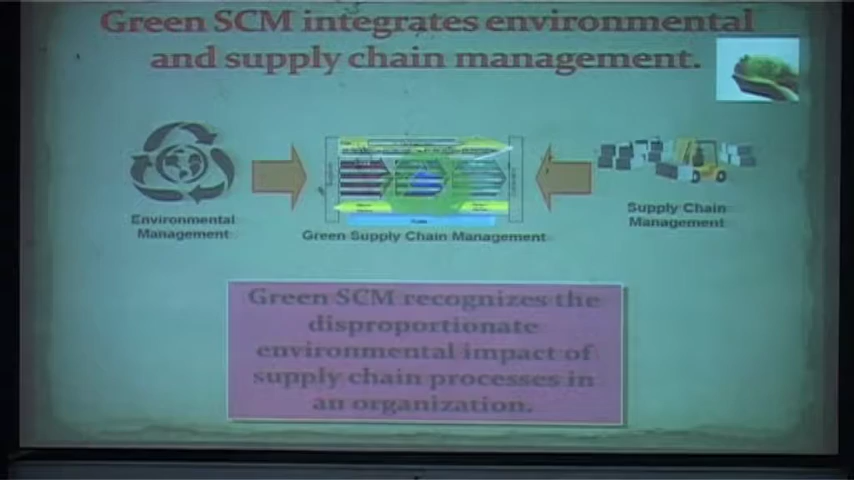 Green SCM integrates environmental
and supply chain management.
Environmental
Management
Green Supply Chain Management
Supply Chain
Management
Green SCM recognizes the
disproportionate
environmental impact of
supply chain processes in
an organization.